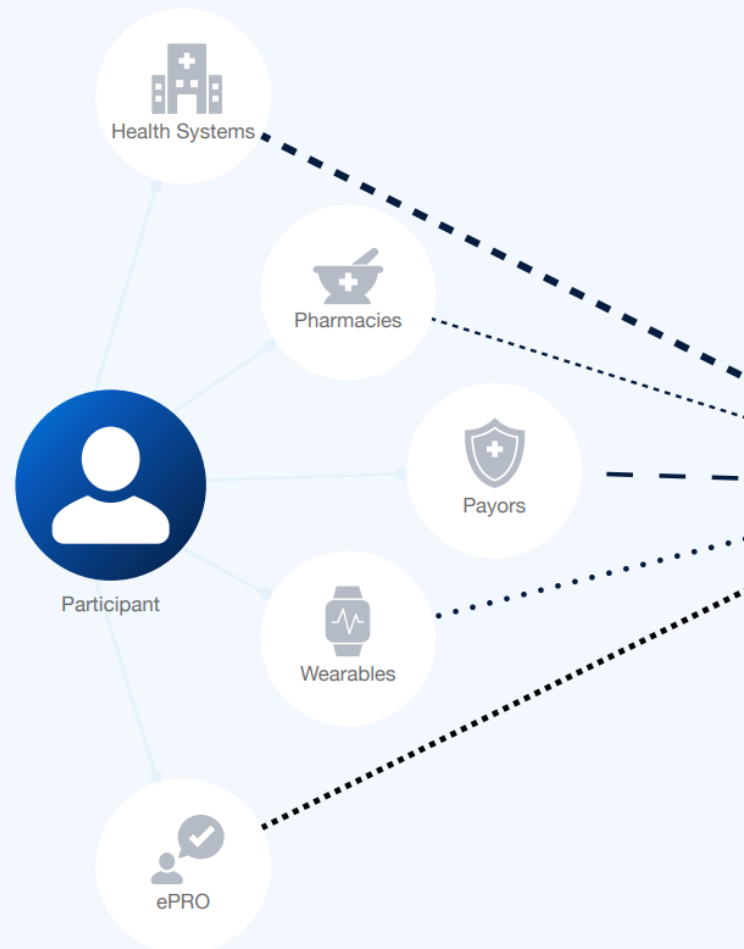 Health Systems
Pharmacies
Payors
Participant
Wearables
ePRO